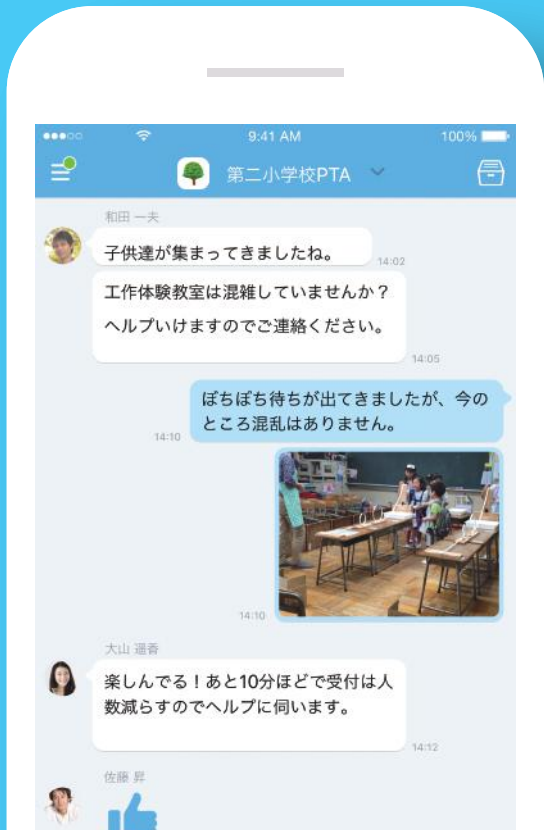 9:41 AM
100%
第二小学校PTA
和田 一夫
子供達が集まってきましたね。
14:02
工作体験教室は混雑していませんか？
ヘルプいけますのでご連絡ください。
14:05
ぼちぼち待ちが出てきましたが、今の
ところ混乱はありません。
14:10
14:10
大山 遥香
楽しんでる！あと10分ほどで受付は人
数減らすのでヘルプに伺います。
14:12
佐藤 昇